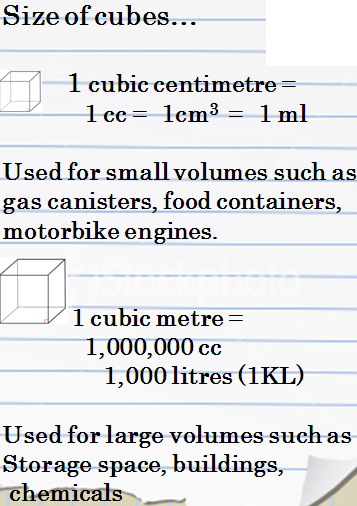 Size of cubes...
1 cubic centimetre =
1 cc = 1cm³ = 1 ml
Used for small volumes such as
gas canisters, food containers,
motorbike engines.
iStockphoto
1 cubic metre =
1,000,000 cc
1,000 litres (1KL)
Used for large volumes such as
Storage space, buildings,
chemicals